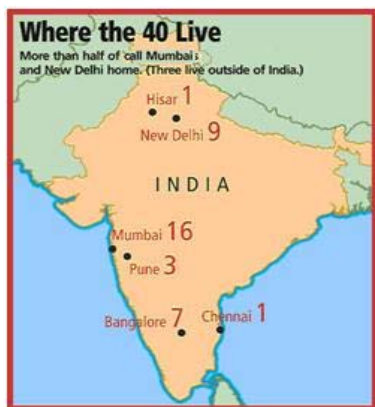 Where the 40 Live
More than half of call Mumbai
and New Delhi home. (Three live outside of India.)
Hisar 1
New Delhi 9
INDIA
Mumbai 16
Pune 3
Bangalore 7
Chennai 1